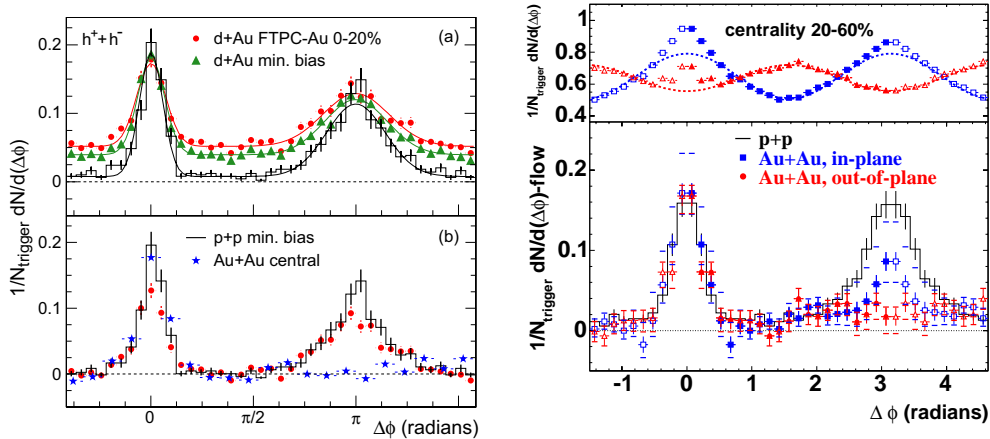 h⁺+h⁻
(a)
d+Au FTPC-Au 0-20%
d+Au min. bias
0.2
0.1
0
1/N_trigger dN/d(Δϕ)
(b)
p+p min. bias
Au+Au central
0.2
0.1
0
0
π/2
π
Δϕ (radians)
1/N_trigger dN/d(Δϕ)
centrality 20-60%
1
0.8
0.6
0.4
1/N_trigger dN/d(Δϕ)-flow
p+p
Au+Au, in-plane
Au+Au, out-of-plane
0.2
0.1
0
-1
0
1
2
3
4
Δ ϕ (radians)